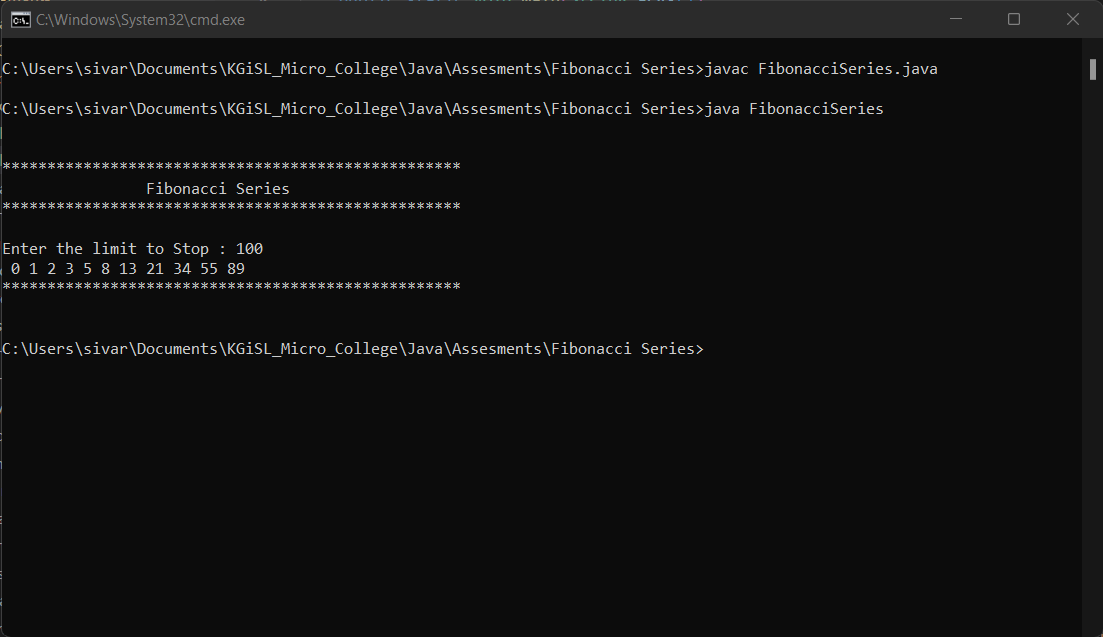 C:\Windows\System32\cmd.exe
C:\Users\sivar\Documents\KGiSL_Micro_College\Java\Assesments\Fibonacci Series>javac FibonacciSeries.java
C:\Users\sivar\Documents\KGiSL_Micro_College\Java\Assesments\Fibonacci Series>java FibonacciSeries
***************************************************
Fibonacci Series
***************************************************
Enter the limit to Stop : 100
0 1 2 3 5 8 13 21 34 55 89
***************************************************
C:\Users\sivar\Documents\KGiSL_Micro_College\Java\Assesments\Fibonacci Series>